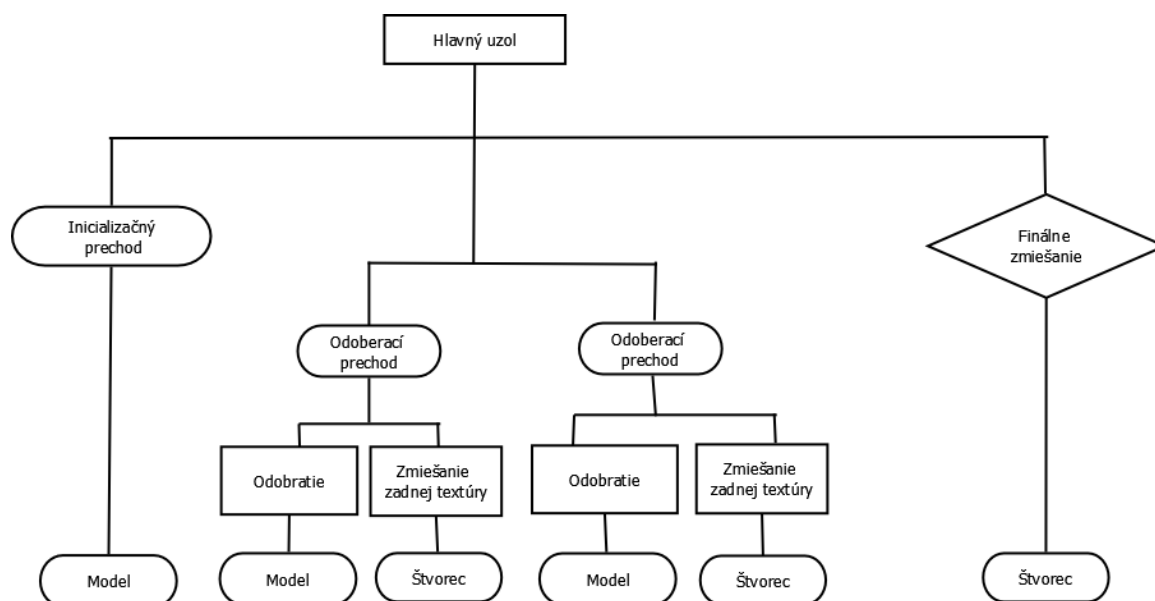 Hlavný uzol
Inicializačný
prechod
Finálne
zmiešanie
Odoberací
prechod
Odoberací
prechod
Odobratie
Zmiešanie
zadnej textúry
Odobratie
Zmiešanie
zadnej textúry
Model
Model
Štvorec
Model
Štvorec
Štvorec